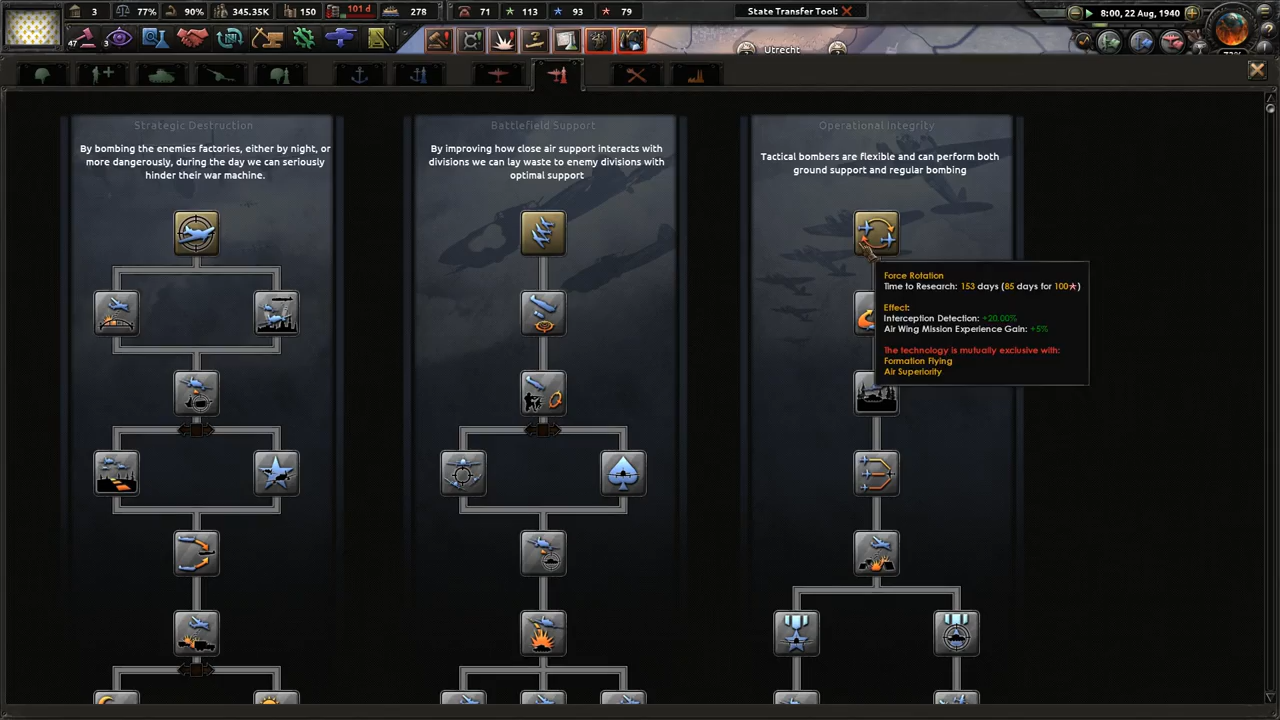 3
77%
90%
345.35K
150
101 d
278
71
113
93
79
State Transfer Tool:
8:00, 22 Aug, 1940
47
3
Utrecht
Strategic Destruction
By bombing the enemies factories, either by night, or
more dangerously, during the day we can seriously
hinder their war machine.
Battlefield Support
By improving how close air support interacts with
divisions we can lay waste to enemy divisions with
optimal support
Operational Integrity
Tactical bombers are flexible and can perform both
ground support and regular bombing
Force Rotation
Time to Research: 153 days (85 days for 100★)
Effect:
Interception Detection: +20.00%
Air Wing Mission Experience Gain: +5%
The technology is mutually exclusive with:
Formation Flying
Air Superiority